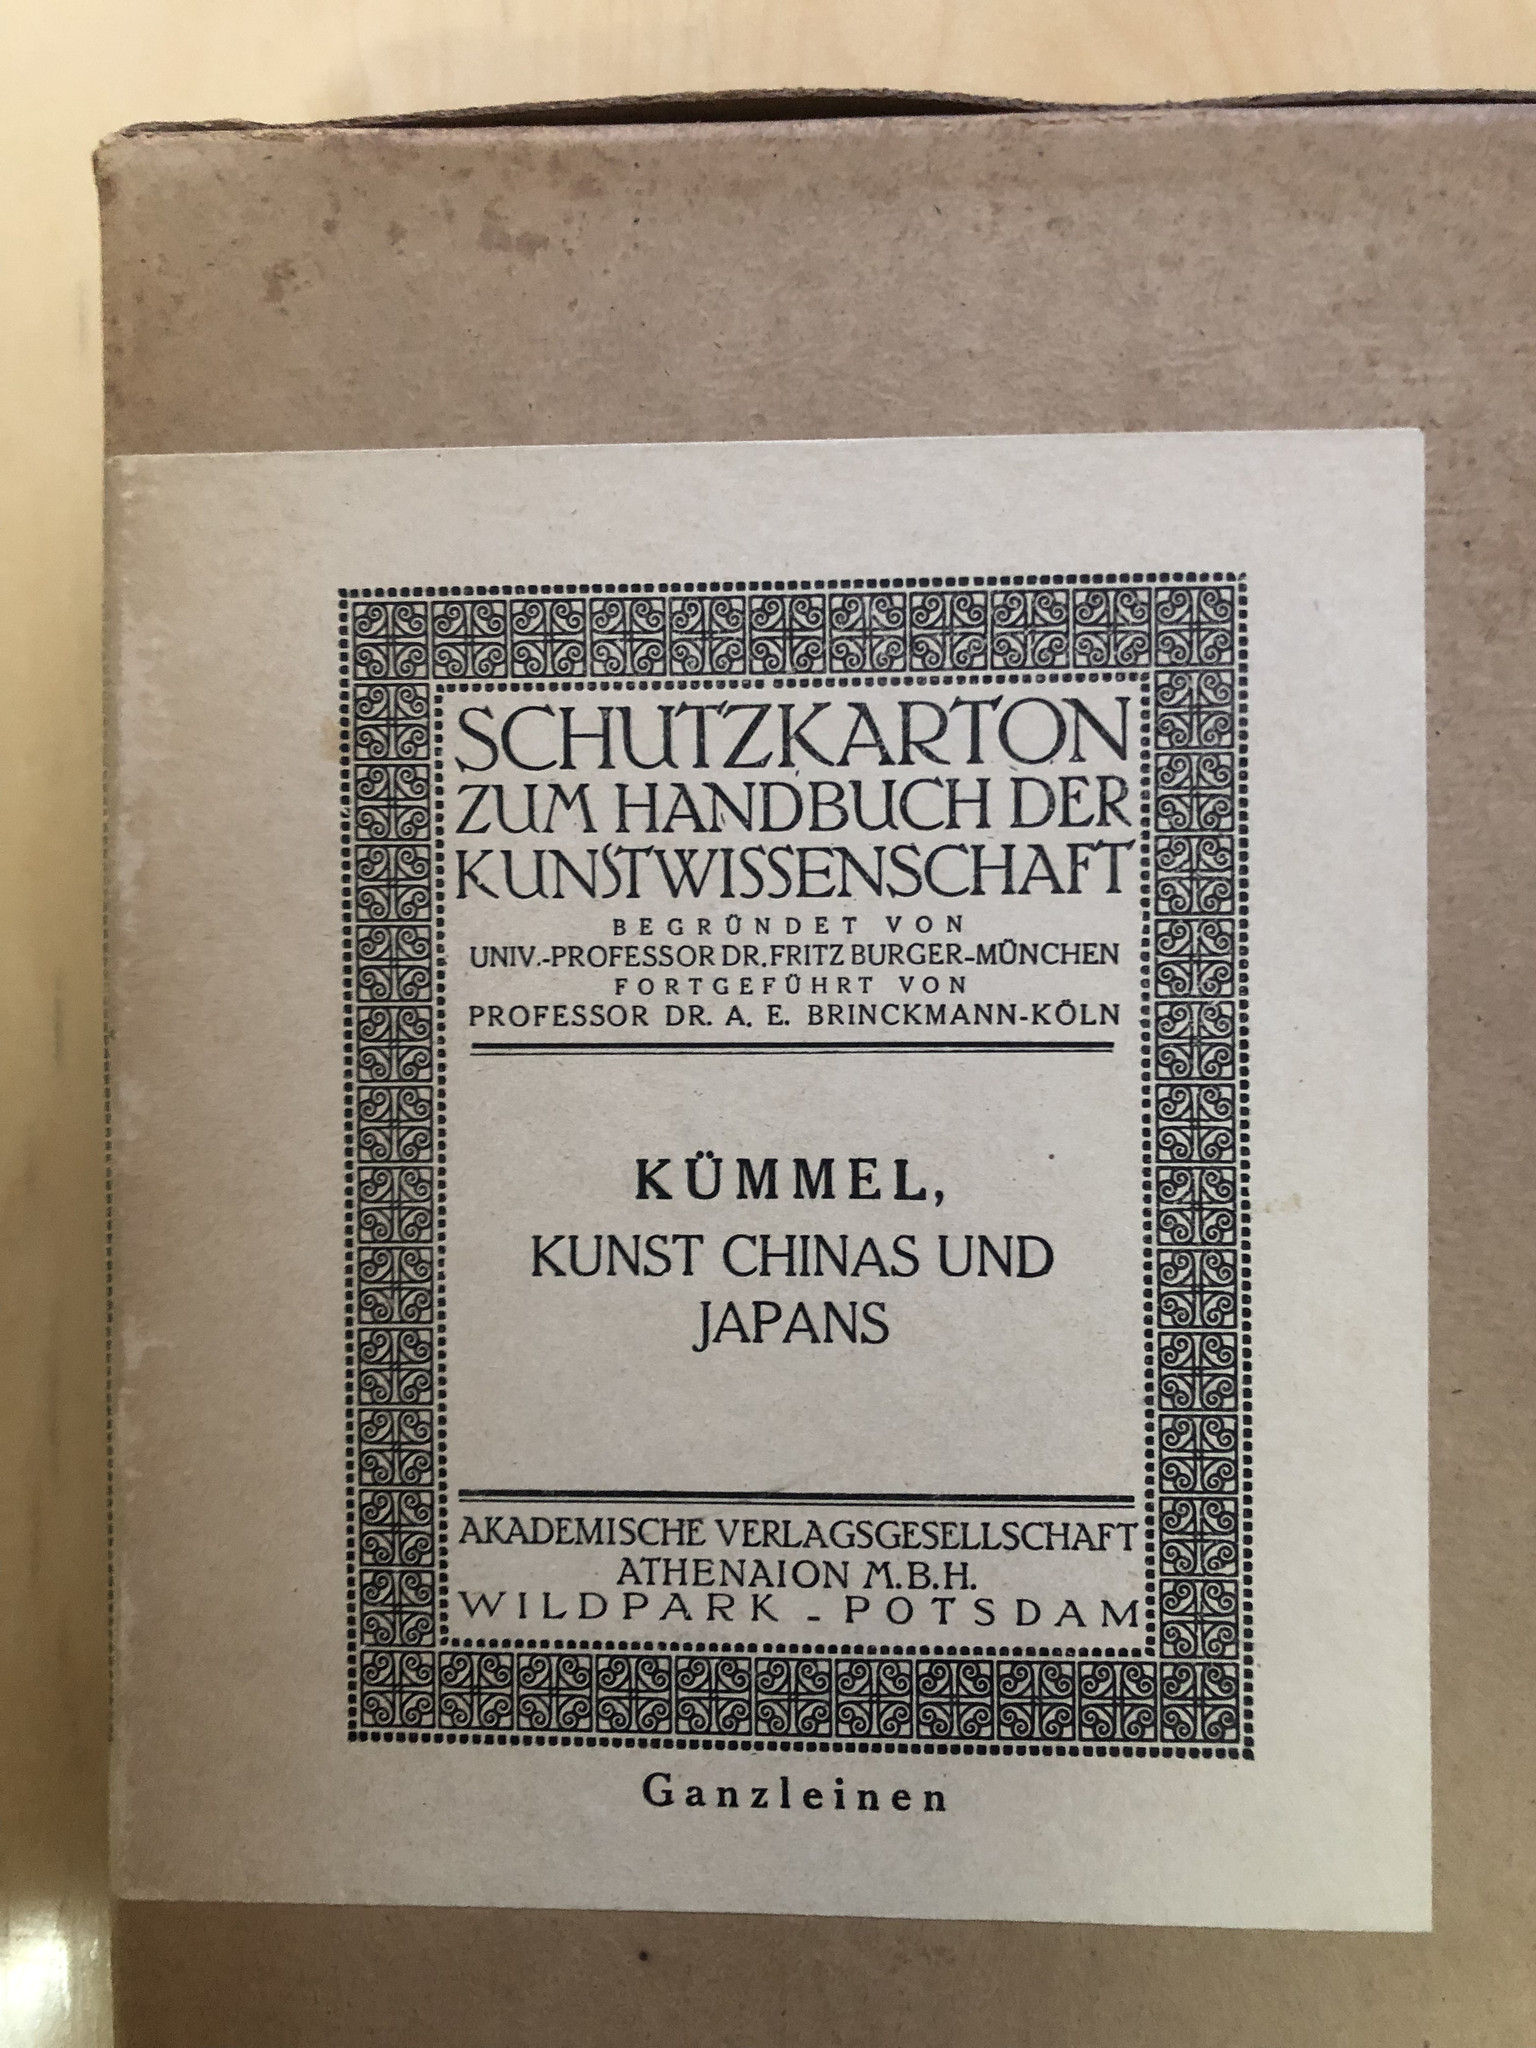 SCHUTZKARTON
ZUM HANDBUCH DER
KUNSTWISSENSCHAFT
BEGRÜNDET VON
UNIV.-PROFESSOR DR. FRITZ BURGER-MÜNCHEN
FORTGEFÜHRT VON
PROFESSOR DR. A. E. BRINCKMANN-KÖLN
KÜMMEL,
KUNST CHINAS UND
JAPANS
AKADEMISCHE VERLAGSGESELLSCHAFT
ATHENAION M.B.H.
WILDPARK - POTSDAM
Ganzleinen